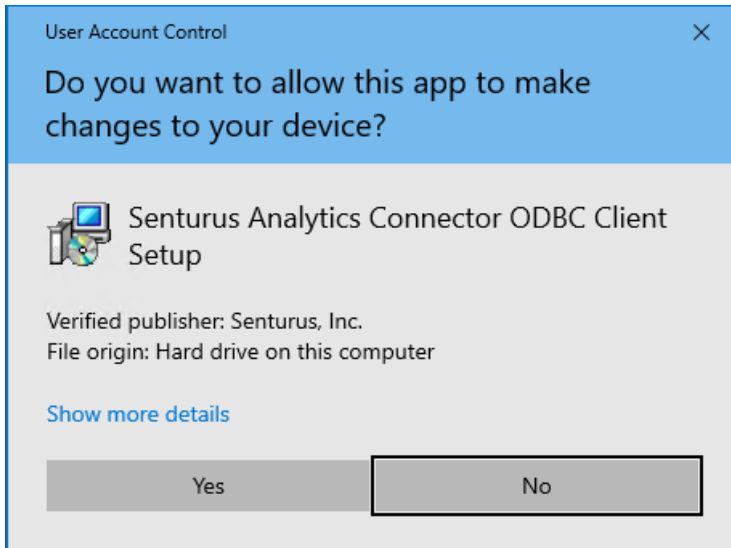 User Account Control
Do you want to allow this app to make
changes to your device?
Senturus Analytics Connector ODBC Client
Setup
Verified publisher: Senturus, Inc.
File origin: Hard drive on this computer
Show more details
Yes
No